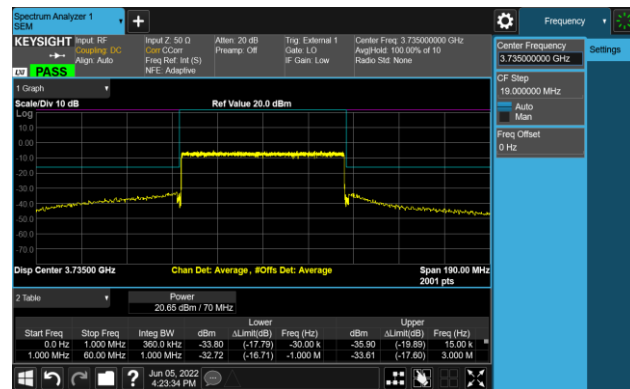 Spectrum Analyzer 1
SEM
Frequency
KEYSIGHT Input: RF Input Z: 50 Ω Atten: 20 dB Trig: External 1 Center Freq: 3.735000000 GHz
Coupling: DC Corr CCorr Preamp: Off Gate: LO Avg|Hold: 100.00% of 10
Align: Auto Freq Ref: Int (S) IF Gain: Low Radio Std: None
NFE: Adaptive
LXI PASS
Center Frequency
3.735000000 GHz
Settings
CF Step
19.000000 MHz
Auto
Man
Freq Offset
0 Hz
1 Graph
Scale/Div 10 dB Ref Value 20.0 dBm
Log
10.0
0.00
-10.0
-20.0
-30.0
-40.0
-50.0
-60.0
-70.0
Disp Center 3.73500 GHz Chan Det: Average , #Offs Det: Average Span 190.00 MHz
2001 pts
2 Table Power
20.65 dBm / 70 MHz
Lower Upper
Start Freq Stop Freq Integ BW dBm ΔLimit(dB) Freq (Hz) dBm ΔLimit(dB) Freq (Hz)
0.0 Hz 1.000 MHz 360.0 kHz -33.80 (-17.79) -30.00 k -35.90 (-19.89) 15.00 k
1.000 MHz 60.00 MHz 1.000 MHz -32.72 (-16.71) -1.000 M -33.61 (-17.60) 3.000 M
Jun 05, 2022
4:23:34 PM